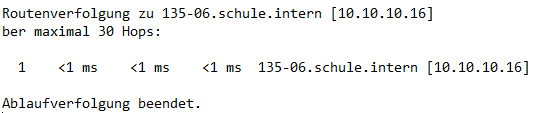 Routenverfolgung zu 135-06.schule.intern [10.10.10.16]
ber maximal 30 Hops:
1 <1 ms <1 ms <1 ms 135-06.schule.intern [10.10.10.16]
Ablaufverfolgung beendet.